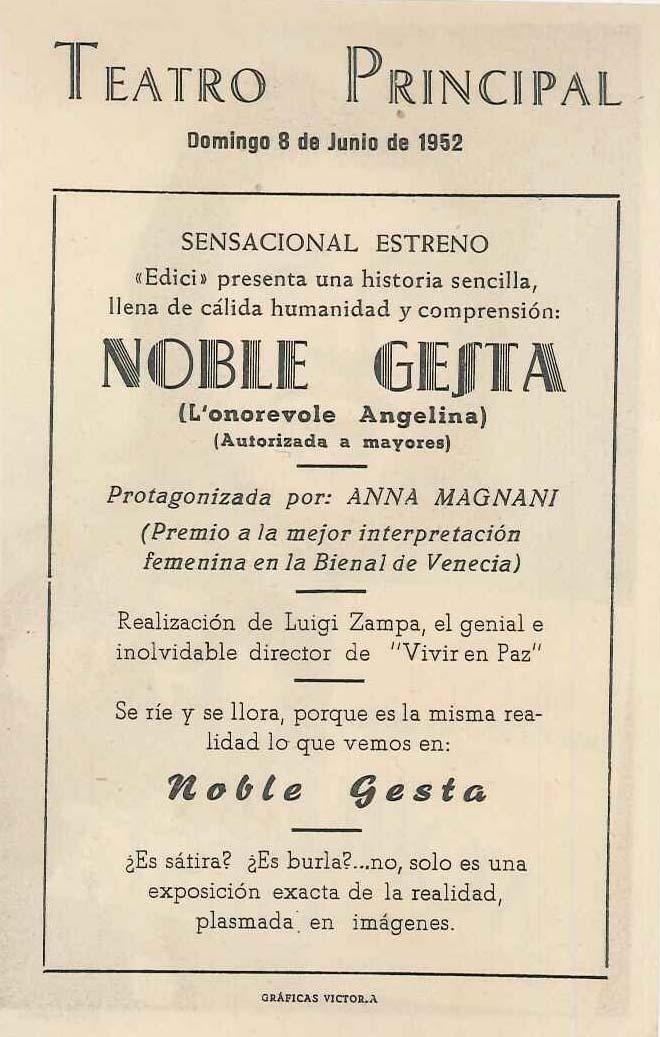 TEATRO PRINCIPAL
Domingo 8 de Junio de 1952
SENSACIONAL ESTRENO
«Edici» presenta una historia sencilla,
llena de cálida humanidad y comprensión:
NOBLE GESTA
(L'onorevole Angelina)
(Autorizada a mayores)
Protagonizada por: ANNA MAGNANI
(Premio a la mejor interpretación
femenina en la Bienal de Venecia)
Realización de Luigi Zampa, el genial e
inolvidable director de "Vivir en Paz"
Se ríe y se llora, porque es la misma rea-
lidad lo que vemos en:
Noble Gesta
¿Es sátira? ¿Es burla?...no, solo es una
exposición exacta de la realidad,
plasmada en imágenes.
GRÁFICAS VICTOR.A